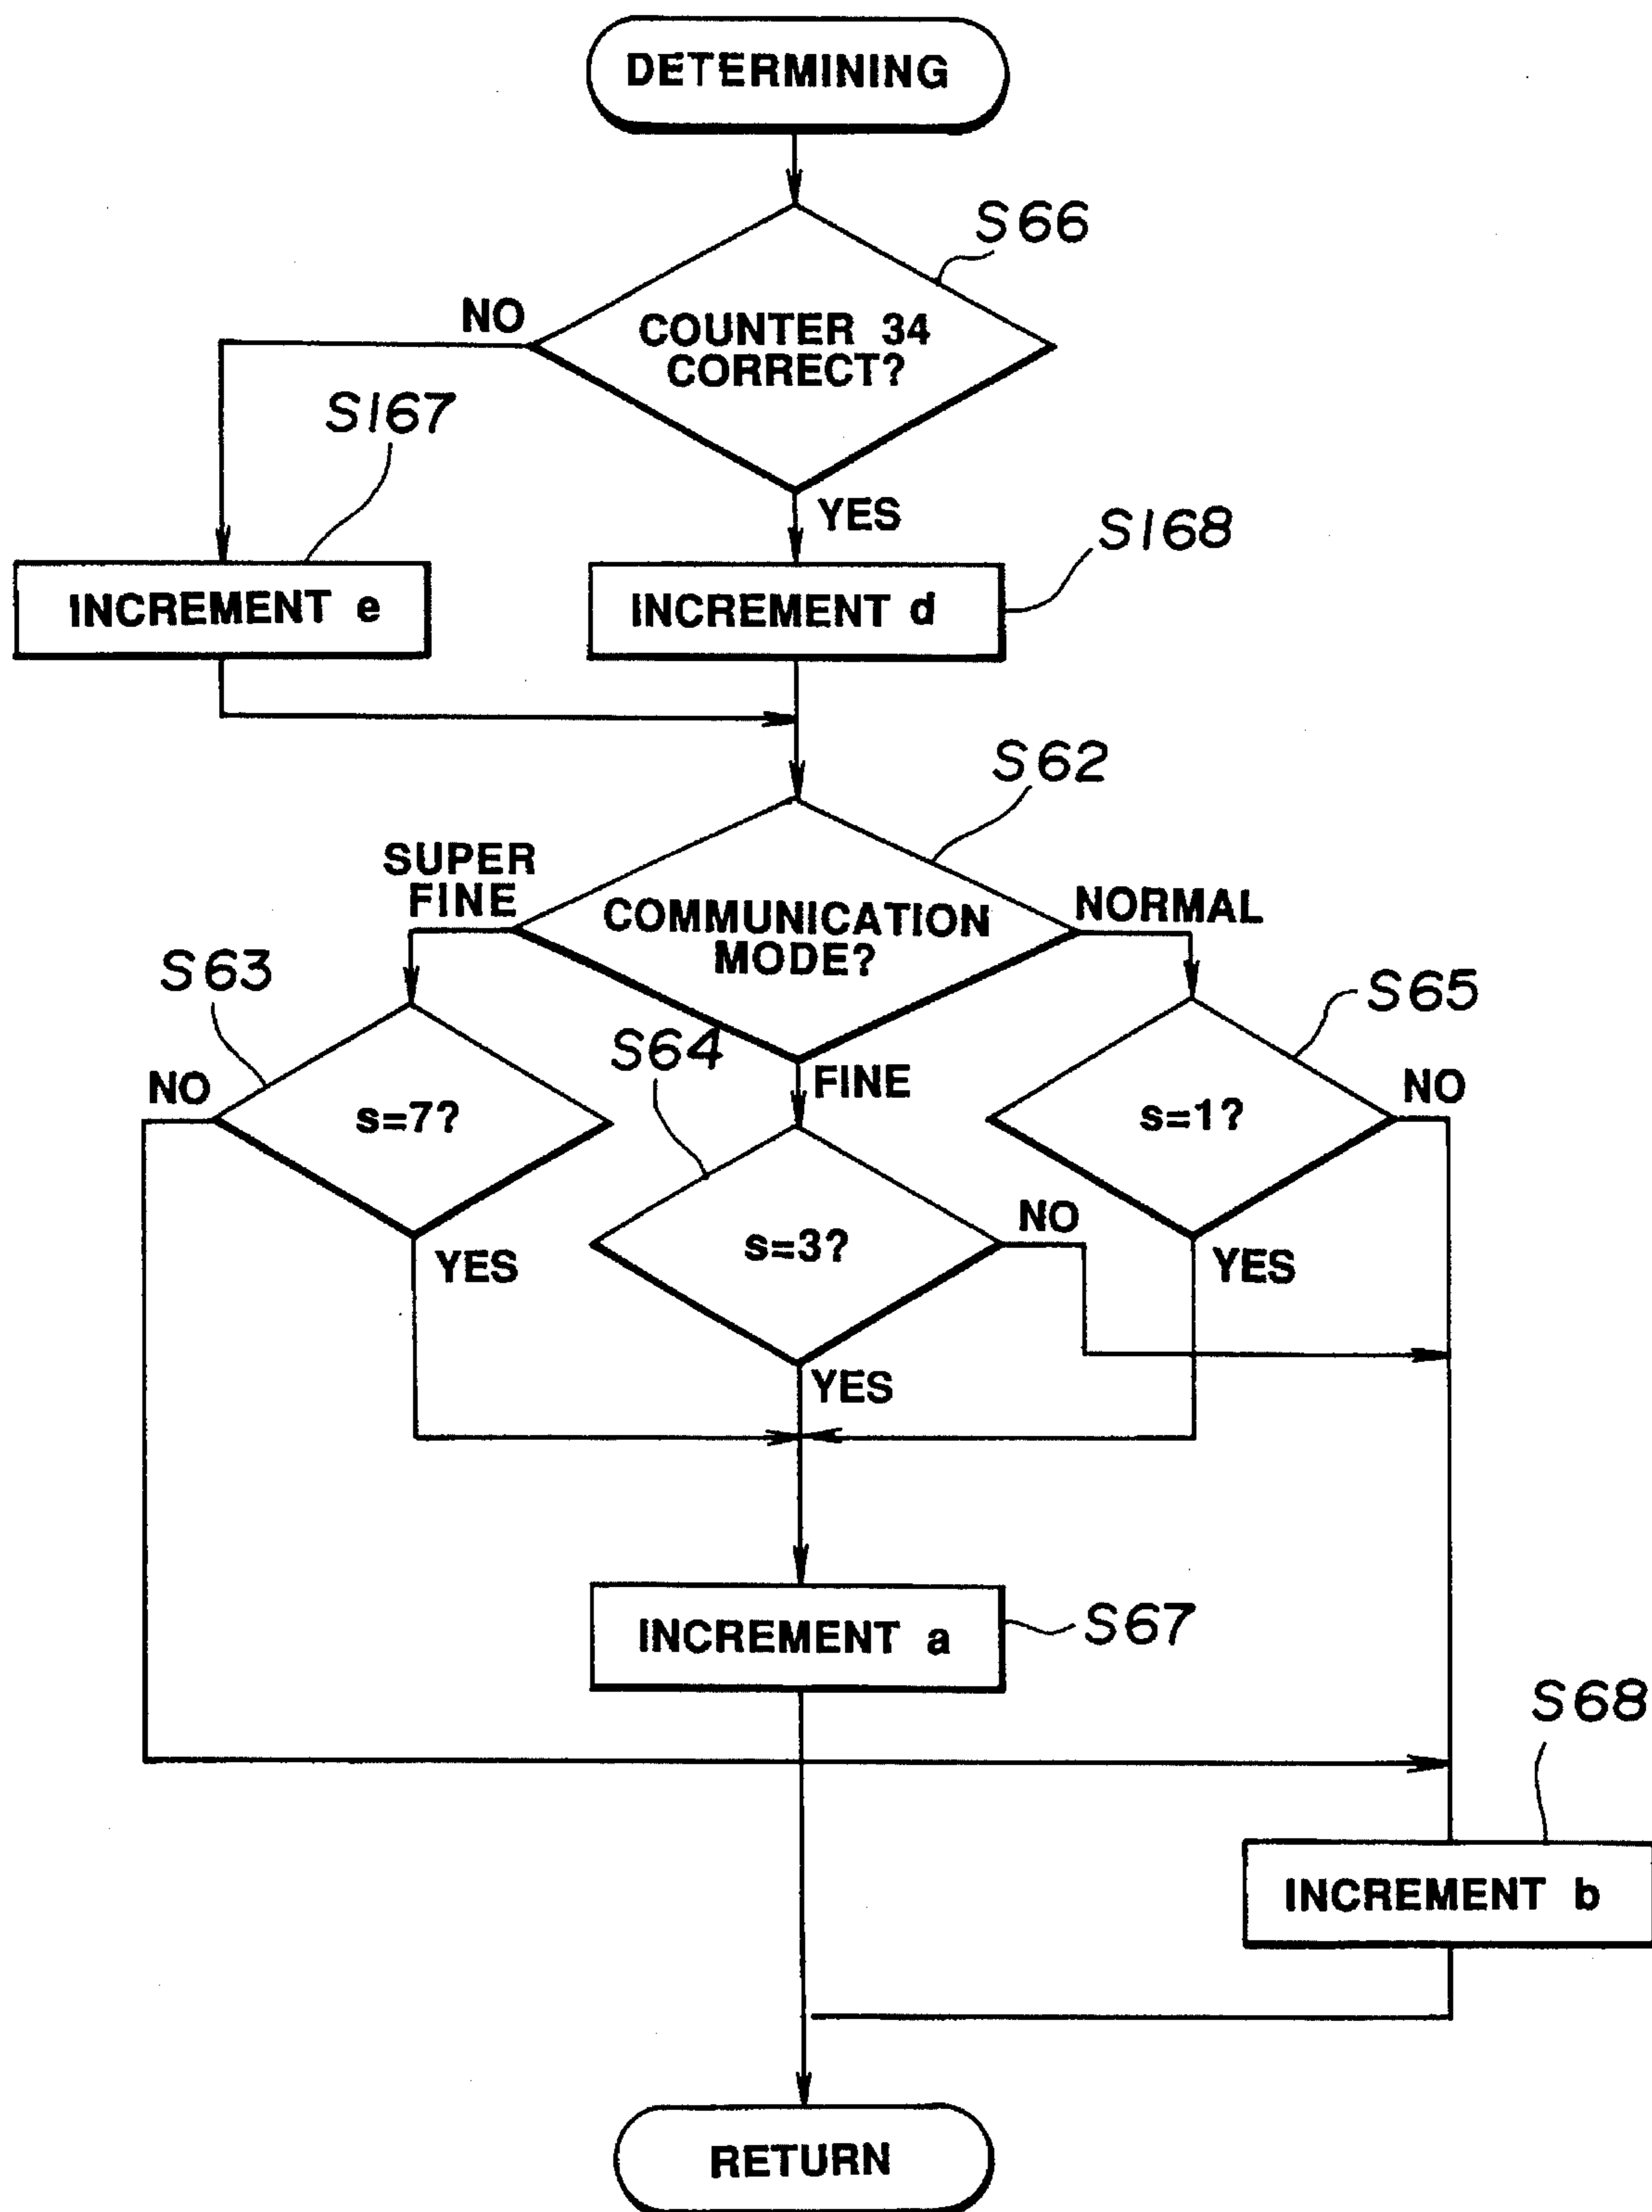 DETERMINING
S66
NO
COUNTER 34
CORRECT?
S167
YES
S168
INCREMENT e
INCREMENT d
S62
SUPER
FINE
COMMUNICATION
MODE?
NORMAL
S63
S65
S64
FINE
NO
s=7?
s=1?
NO
s=3?
NO
YES
YES
YES
INCREMENT a
S67
S68
INCREMENT b
RETURN